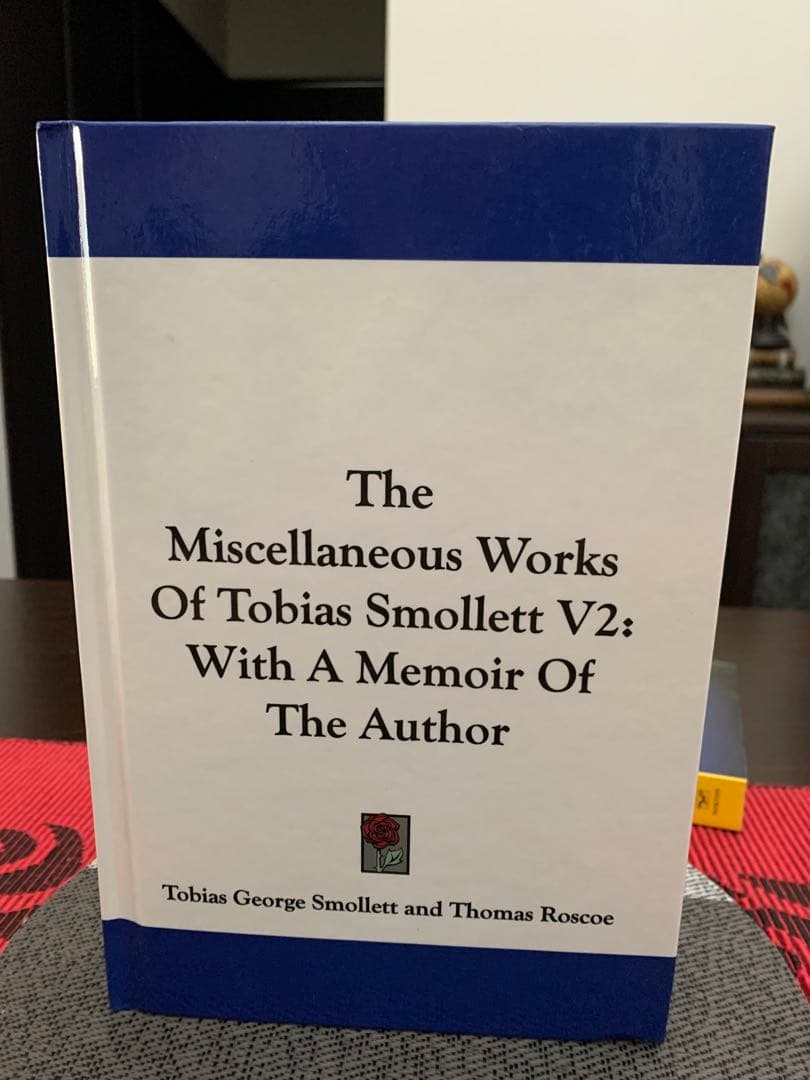 The
Miscellaneous Works
Of Tobias Smollett V2:
With A Memoir Of
The Author
Tobias George Smollett and Thomas Roscoe